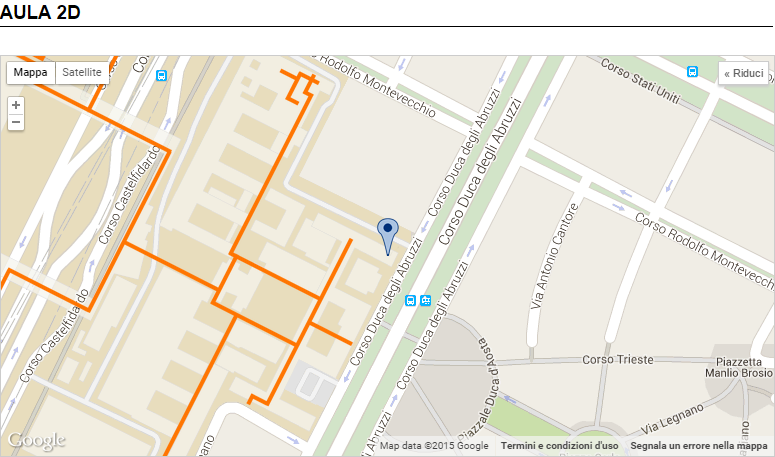 AULA 2D
Mappa
Satellite
« Riduci
+
−
Corso Rodolfo Montevecchio
Corso Stati Uniti
Corso Duca degli Abruzzi
Corso Duca degli Abruzzi
Corso Castelfidardo
Corso Rodolfo Montevecchio
Via Antonio Cantore
Corso Duca degli Abruzzi
Corso Duca degli Abruzzi
Corso Castelfidardo
Corso Trieste
Piazzetta
Manlio Brosio
Piazzale Duca d'Aosta
Via Legnano
Google
Map data ©2015 Google
Termini e condizioni d'uso
Segnala un errore nella mappa